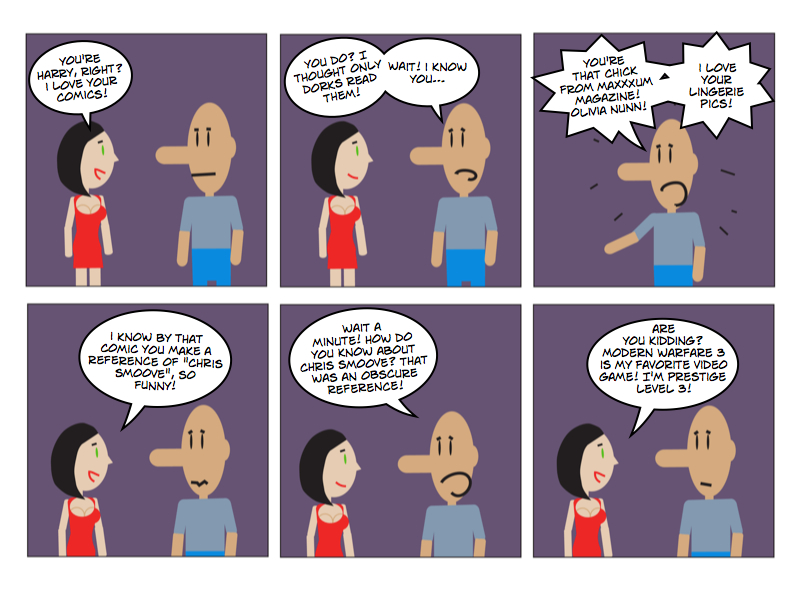 YOU'RE
HARRY, RIGHT?
I LOVE YOUR
COMICS!
YOU DO? I
THOUGHT ONLY
DORKS READ
THEM!
WAIT! I KNOW
YOU...
YOU'RE
THAT CHICK
FROM MAXXXUM
MAGAZINE!
OLIVIA NUNN!
I LOVE
YOUR
LINGERIE
PICS!
I KNOW BY THAT
COMIC YOU MAKE A
REFERENCE OF "CHRIS
SMOOVE", SO
FUNNY!
WAIT A
MINUTE! HOW DO
YOU KNOW ABOUT
CHRIS SMOOVE? THAT
WAS AN OBSCURE
REFERENCE!
ARE
YOU KIDDING?
MODERN WARFARE 3
IS MY FAVORITE VIDEO
GAME! I'M PRESTIGE
LEVEL 3!